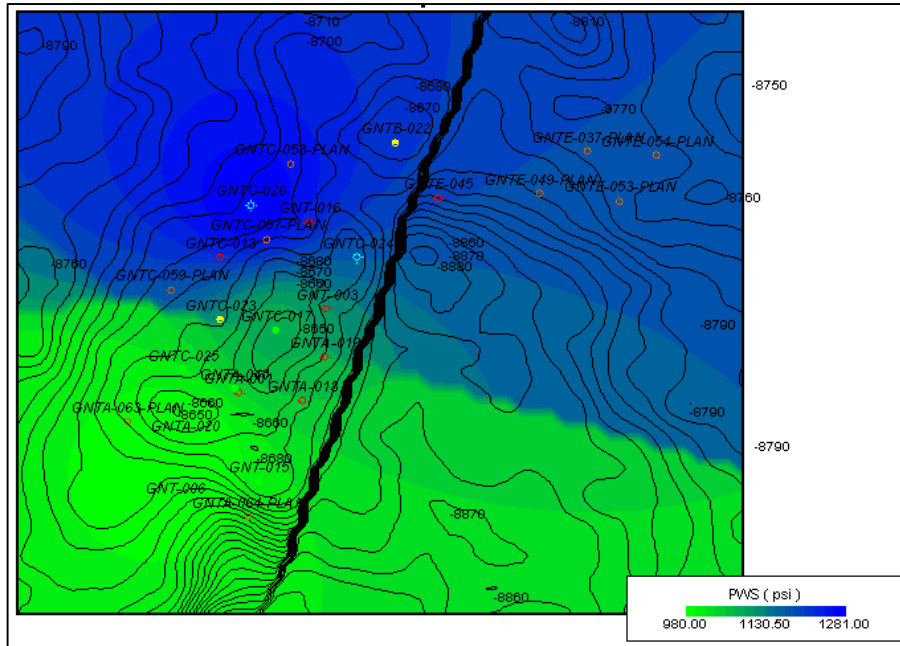 -8710
-8810
-8790
-8700
-8750
-8680
-8670
-8770
GNTB-022
GNTE-037-PLAN
GNTE-054-PLAN
GNTC-058-PLAN
GNTE-045
GNTE-049-PLAN
GNTC-026
GNTE-053-PLAN
-8760
GNT-016
GNTC-057-PLAN
GNTC-013
GNTC-024
-8860
-8870
-8760
-8680
-8880
-8670
GNTC-059-PLAN
-8660
GNT-003
GNTC-023
GNTC-017
-8650
-8790
GNTA-019
GNTC-025
GNTA-018
-8660
GNTA-063-PLAN
-8650
-8790
-8660
GNTA-020
-8790
-8680
GNT-015
GNT-006
GNTA-064-PLAN
-8870
-8860
PWS ( psi )
980.00 1130.50 1281.00